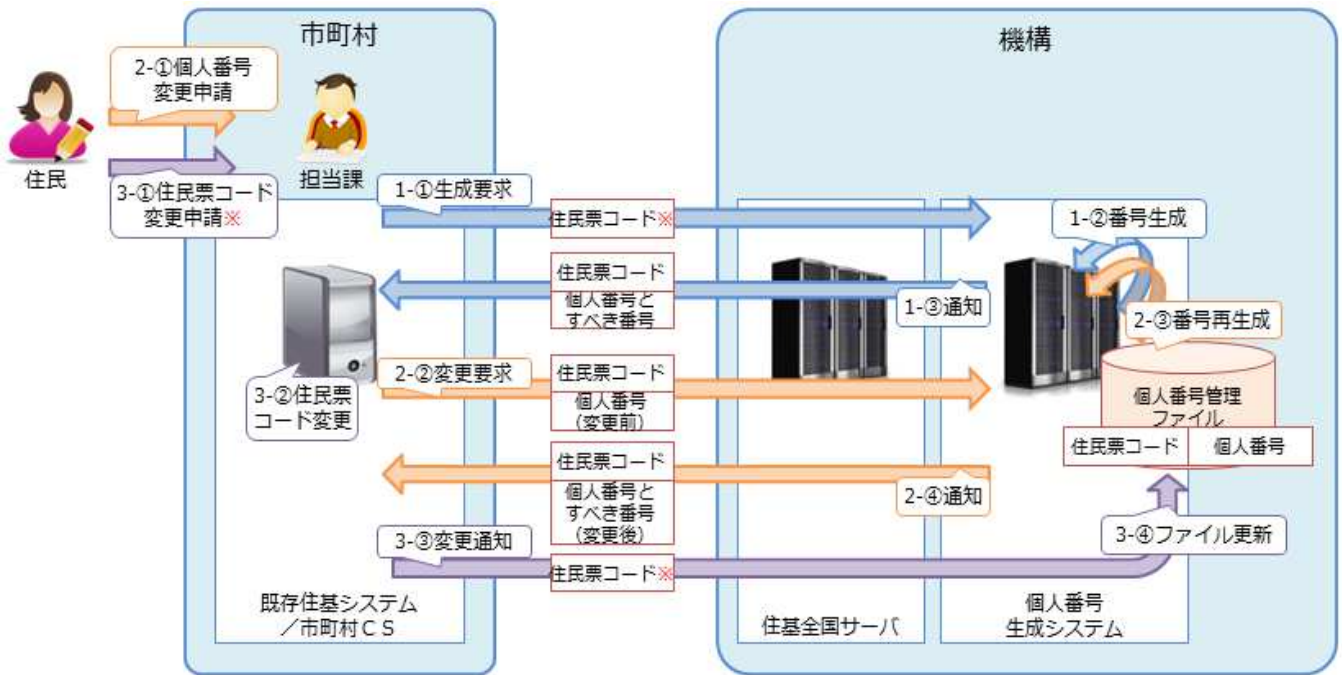 市町村
機構
2-①個人番号
変更申請
住民
担当課
3-①住民票コード
変更申請※
1-①生成要求
住民票コード※
1-②番号生成
住民票コード
個人番号と
すべき番号
1-③通知
2-③番号再生成
3-②住民票
コード変更
2-②変更要求
住民票コード
個人番号
(変更前)
個人番号管理
ファイル
住民票コード
個人番号
住民票コード
個人番号と
すべき番号
(変更後)
2-④通知
3-③変更通知
住民票コード※
3-④ファイル更新
既存住基システム
／市町村ＣＳ
住基全国サーバ
個人番号
生成システム